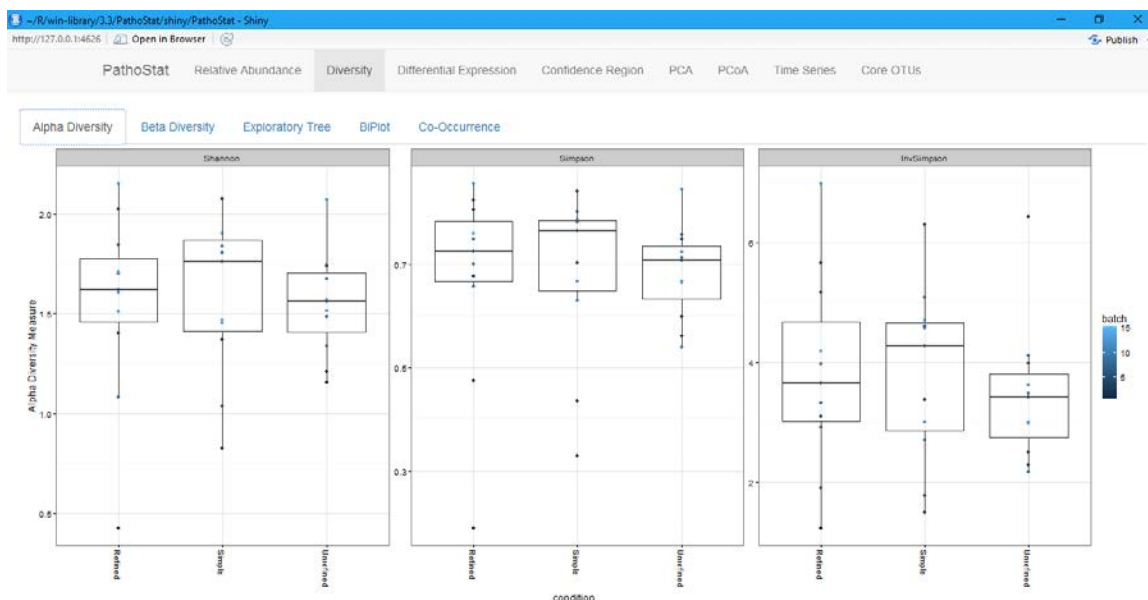 ~/R/win-library/3.3/PathoStat/shiny/PathoStat - Shiny
http://127.0.0.1:4626 Open in Browser Publish
PathoStat Relative Abundance Diversity Differential Expression Confidence Region PCA PCoA Time Series Core OTUs
Alpha Diversity Beta Diversity Exploratory Tree BiPlot Co-Occurrence
Shannon Simpson InvSimpson
Alpha Diversity Measure
2.0
1.5
1.0
0.5
0.7
0.5
0.3
6
4
2
batch
15
10
5
Refined Simple Unrefined Refined Simple Unrefined Refined Simple Unrefined
condition